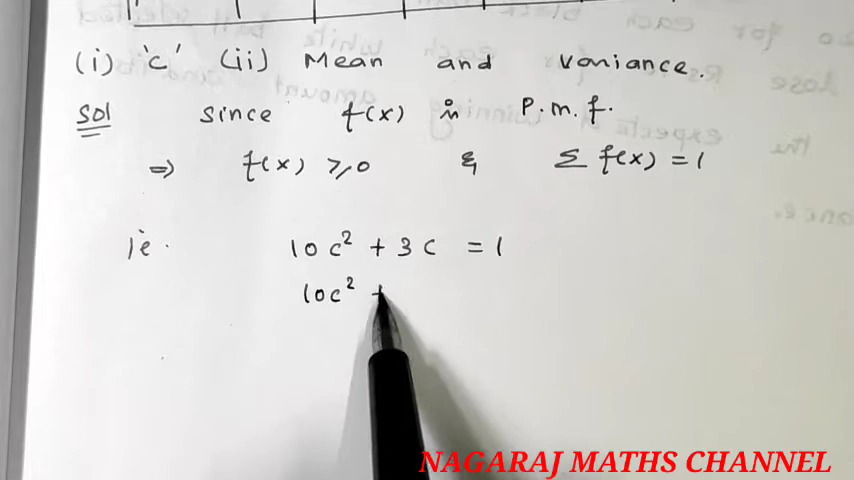 (i) 'c' (ii) Mean and variance.
Sol since f(x) is P.m.f.
⇒ f(x) ≥ 0 & Σ f(x) = 1
ie. 10c² + 3c = 1
10c² +
NAGARAJ MATHS CHANNEL